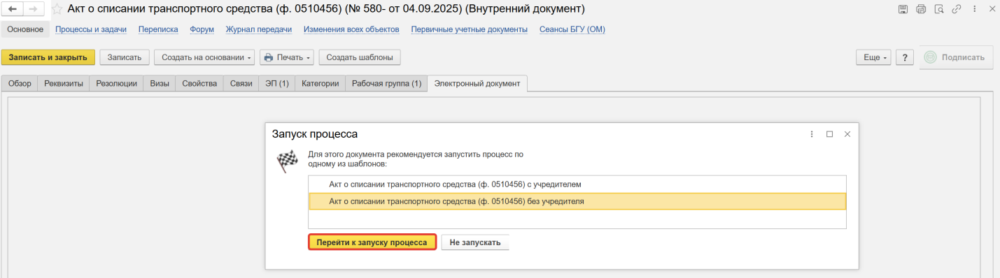 Акт о списании транспортного средства (ф. 0510456) (№ 580- от 04.09.2025) (Внутренний документ)
Основное Процессы и задачи Переписка Форум Журнал передачи Изменения всех объектов Первичные учетные документы Сеансы БГУ (ОМ)
Записать и закрыть Записать Создать на основании Печать Создать шаблоны Еще ? Подписать
Обзор Реквизиты Резолюции Визы Свойства Связи ЭП (1) Категории Рабочая группа (1) Электронный документ
Запуск процесса
Для этого документа рекомендуется запустить процесс по
одному из шаблонов:
Акт о списании транспортного средства (ф. 0510456) с учредителем
Акт о списании транспортного средства (ф. 0510456) без учредителя
Перейти к запуску процесса Не запускать